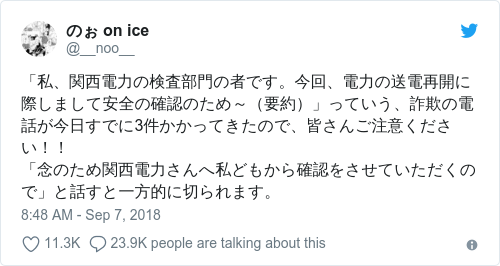 のぉ on ice
@__noo__
「私、関西電力の検査部門の者です。今回、電力の送電再開に
際しまして安全の確認のため～（要約）」っていう、詐欺の電
話が今日すでに3件かかってきたので、皆さんご注意くださ
い！！
「念のため関西電力さんへ私どもから確認をさせていただくの
で」と話すと一方的に切られます。
8:48 AM - Sep 7, 2018
11.3K 23.9K people are talking about this